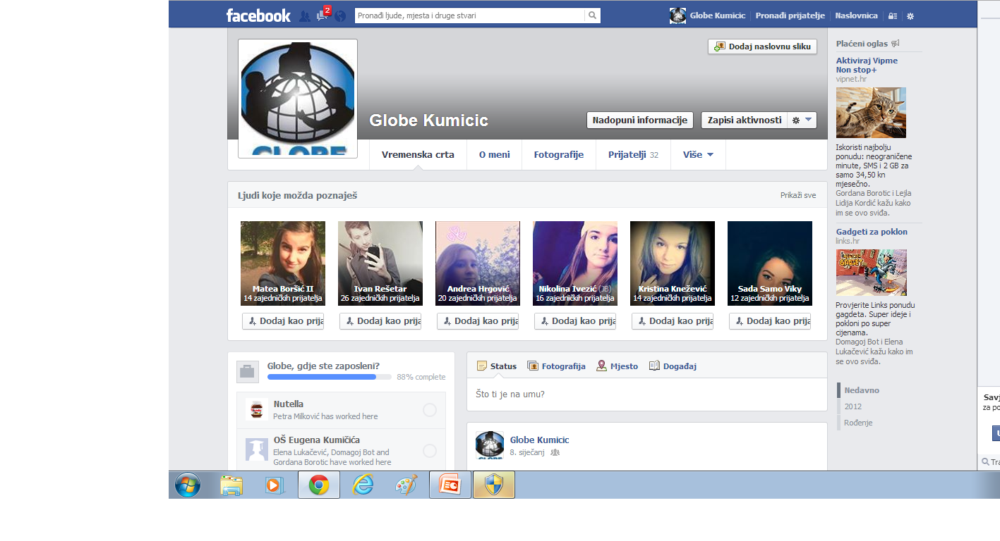 facebook
2
Pronađi ljude, mjesta i druge stvari
Globe Kumicic
Pronađi prijatelje
Naslovnica
GLOBE
Dodaj naslovnu sliku
Globe Kumicic
Nadopuni informacije
Zapisi aktivnosti
Vremenska crta
O meni
Fotografije
Prijatelji 32
Više
Ljudi koje možda poznaješ
Prikaži sve
Matea Boršić II
14 zajedničkih prijatelja
Dodaj kao prija
Ivan Rešetar
26 zajedničkih prijatelja
Dodaj kao prija
Andrea Hrgović
20 zajedničkih prijatelja
Dodaj kao prija
Nikolina Ivezić (JB)
16 zajedničkih prijatelja
Dodaj kao prija
Kristina Knežević
14 zajedničkih prijatelja
Dodaj kao prija
Sada Samo Viky
12 zajedničkih prijatelja
Dodaj kao prija
Globe, gdje ste zaposleni?
88% complete
Nutella
Petra Milković has worked here
OŠ Eugena Kumičića
Elena Lukačević, Domagoj Bot and
Gordana Borotic have worked here
Status
Fotografija
Mjesto
Događaj
Što ti je na umu?
Globe Kumicic
8. siječanj
Plaćeni oglas
Aktiviraj Vipme
Non stop+
vipnet.hr
Iskoristi najbolju
ponudu: neograničene
minute, SMS i 2 GB za
samo 34,50 kn
mjesečno.
Gordana Borotic i Lejla
Lidija Kordić kažu kako
im se ovo sviđa.
Gadgeti za poklon
links.hr
Provjerite Links ponudu
gagdeta. Super ideje i
pokloni po super
cijenama.
Domagoj Bot i Elena
Lukačević kažu kako im
se ovo sviđa.
Nedavno
2012
Rođenje
Savj
za po
Tra